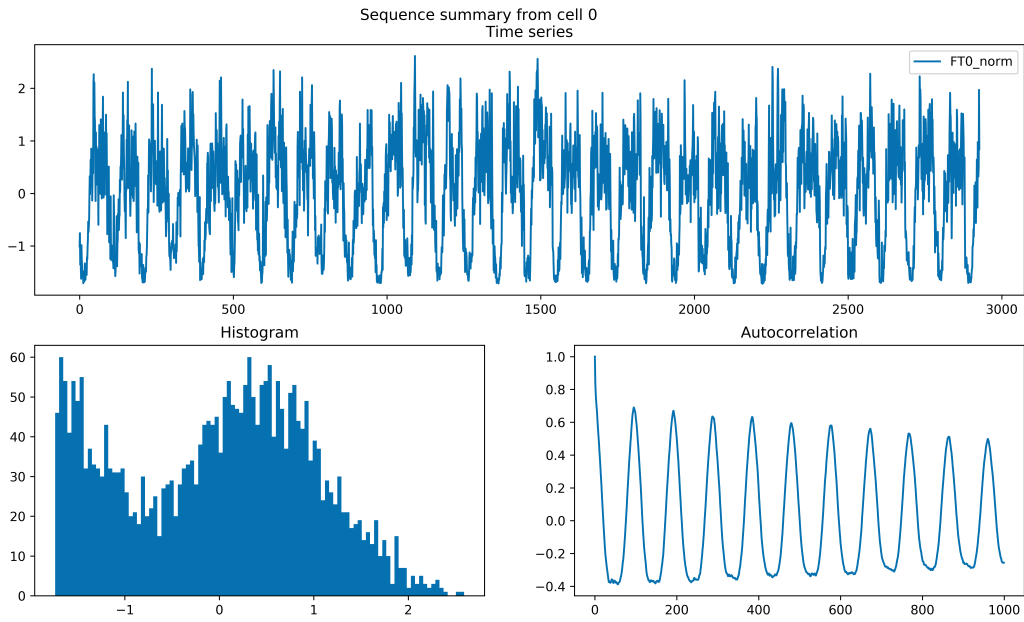 Sequence summary from cell 0
Time series
FT0_norm
2
1
0
−1
0 500 1000 1500 2000 2500 3000
Histogram
60
50
40
30
20
10
0
−1 0 1 2
Autocorrelation
1.0
0.8
0.6
0.4
0.2
0.0
−0.2
−0.4
0 200 400 600 800 1000